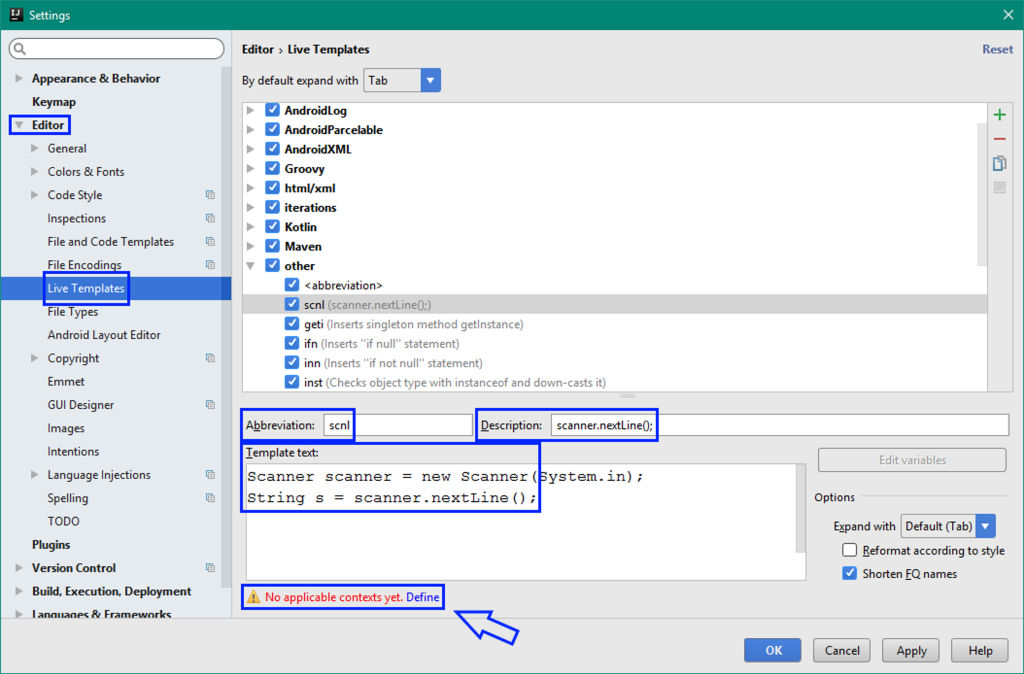 Settings
Editor › Live Templates
Reset
By default expand with Tab
Appearance & Behavior
Keymap
Editor
General
Colors & Fonts
Code Style
Inspections
File and Code Templates
File Encodings
Live Templates
File Types
Android Layout Editor
Copyright
Emmet
GUI Designer
Images
Intentions
Language Injections
Spelling
TODO
Plugins
Version Control
Build, Execution, Deployment
Languages & Frameworks
AndroidLog
AndroidParcelable
AndroidXML
Groovy
html/xml
iterations
Kotlin
Maven
other
<abbreviation>
scnl (scanner.nextLine();)
geti (Inserts singleton method getInstance)
ifn (Inserts "if null" statement)
inn (Inserts "if not null" statement)
inst (Checks object type with instanceof and down-casts it)
Abbreviation: scnl Description: scanner.nextLine();
Template text:
Scanner scanner = new Scanner(System.in);
String s = scanner.nextLine();
Edit variables
Options
Expand with Default (Tab)
Reformat according to style
Shorten FQ names
No applicable contexts yet. Define
OK Cancel Apply Help